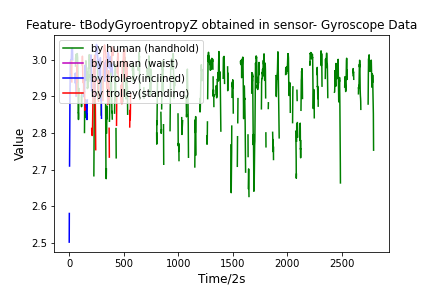 Feature- tBodyGyroentropyZ obtained in sensor- Gyroscope Data
by human (handhold)
by human (waist)
by trolley(inclined)
by trolley(standing)
3.0
2.9
2.8
2.7
2.6
2.5
Value
0 500 1000 1500 2000 2500
Time/2s